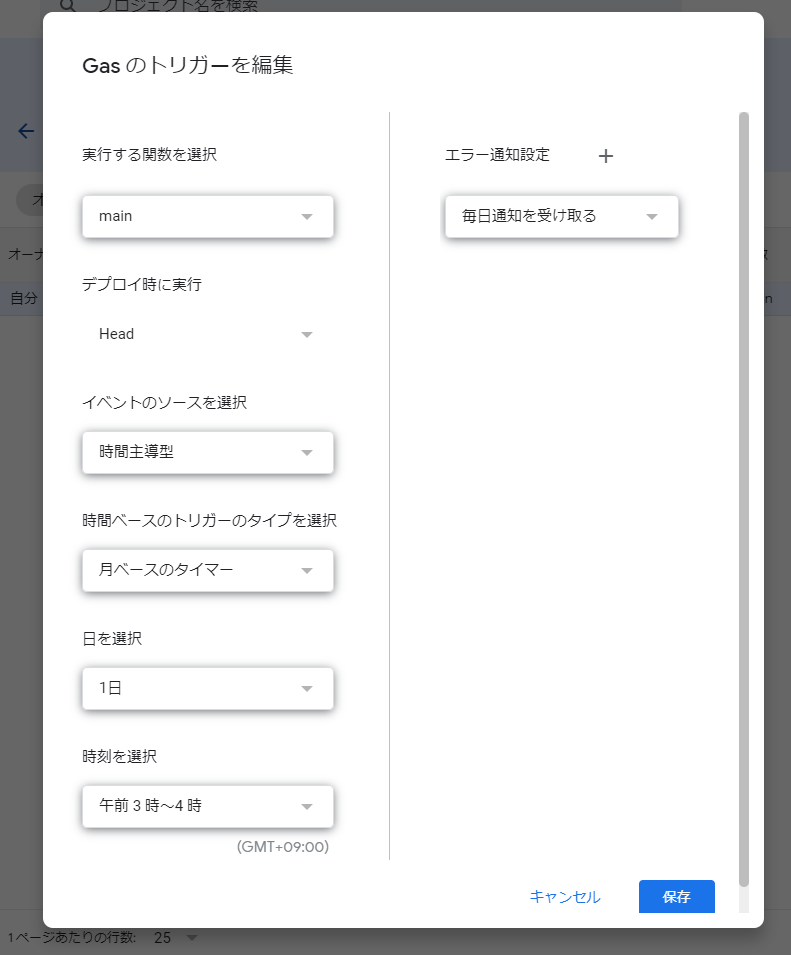 プロジェクト名を検索
Gas のトリガーを編集
実行する関数を選択
main
デプロイ時に実行
Head
イベントのソースを選択
時間主導型
時間ベースのトリガーのタイプを選択
月ベースのタイマー
日を選択
1日
時刻を選択
午前 3 時～4 時
(GMT+09:00)
エラー通知設定
毎日通知を受け取る
キャンセル
保存
オ
オーナ
自分
n
1 ページあたりの行数:
25